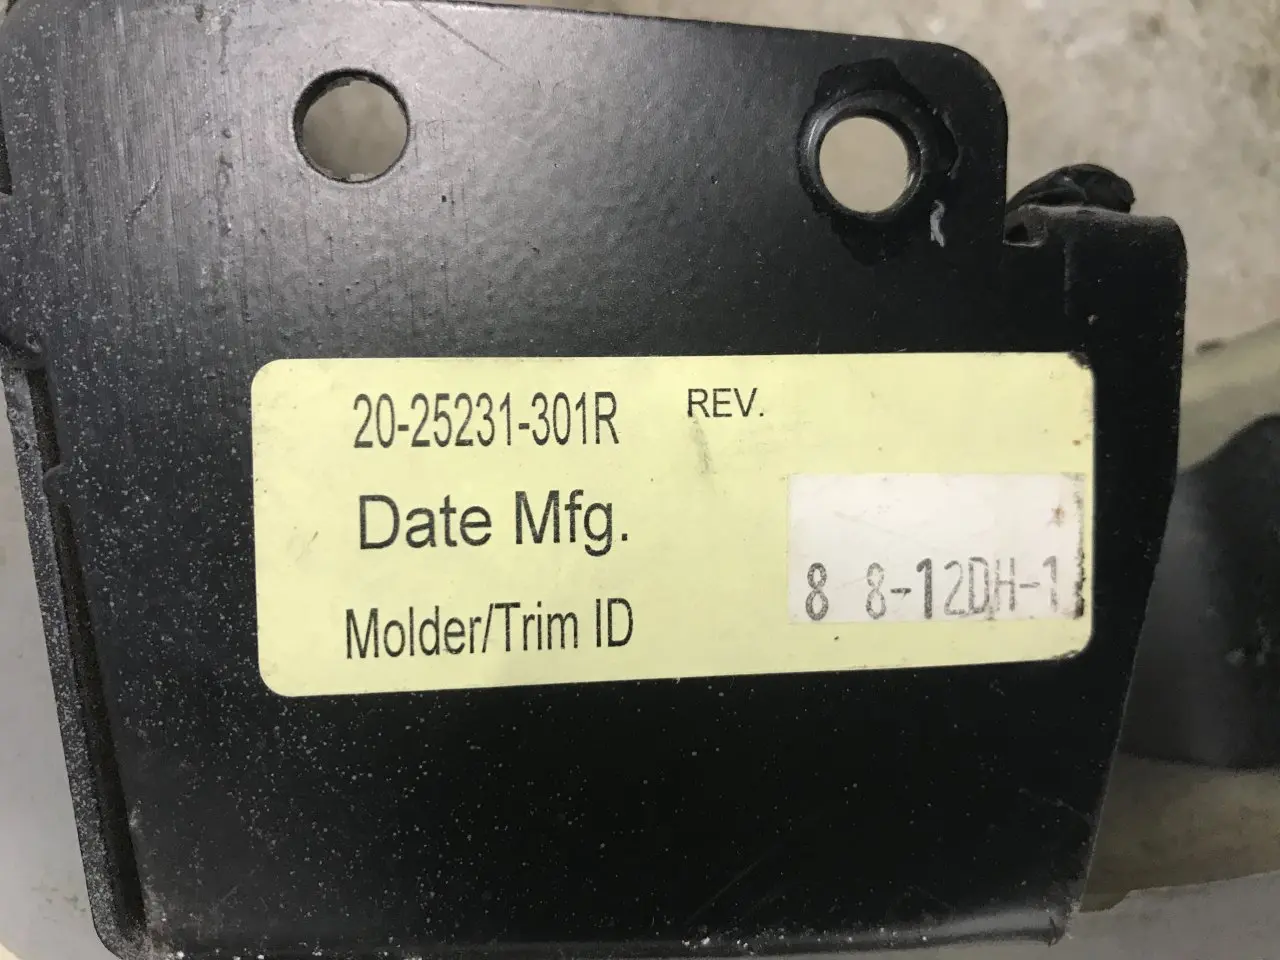 20-25231-301R REV.
Date Mfg.
8 8-12DH-1
Molder/Trim ID